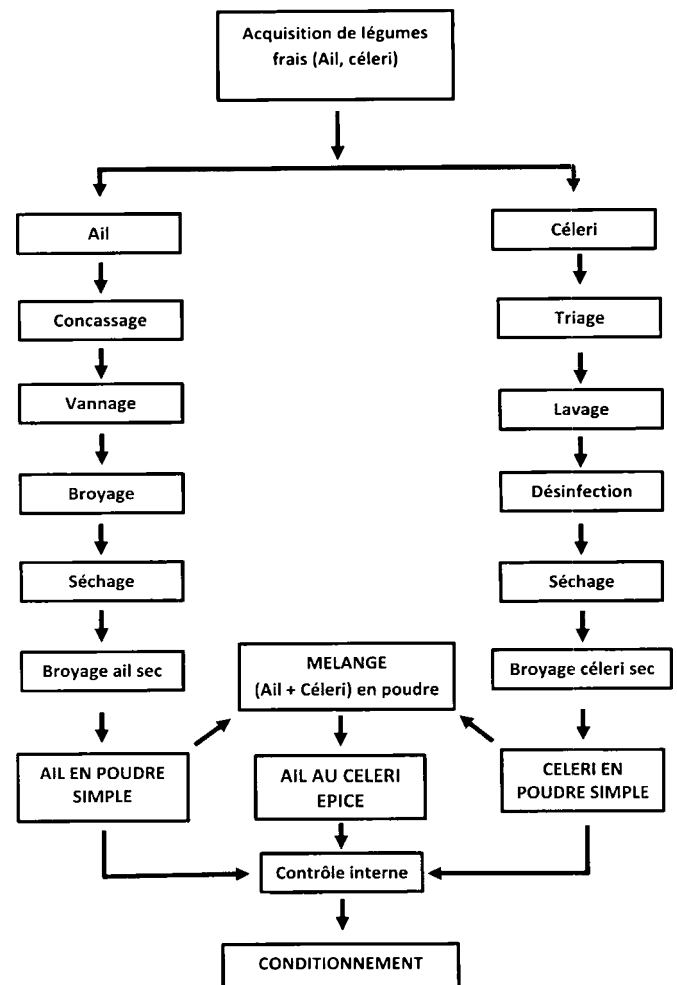 Acquisition de légumes
frais (Ail, céleri)
Ail
Céleri
Concassage
Triage
Vannage
Lavage
Broyage
Désinfection
Séchage
Séchage
Broyage ail sec
MELANGE
(Ail + Céleri) en poudre
Broyage céleri sec
AIL EN POUDRE
SIMPLE
AIL AU CELERI
EPICE
CELERI EN
POUDRE SIMPLE
Contrôle interne
CONDITIONNEMENT